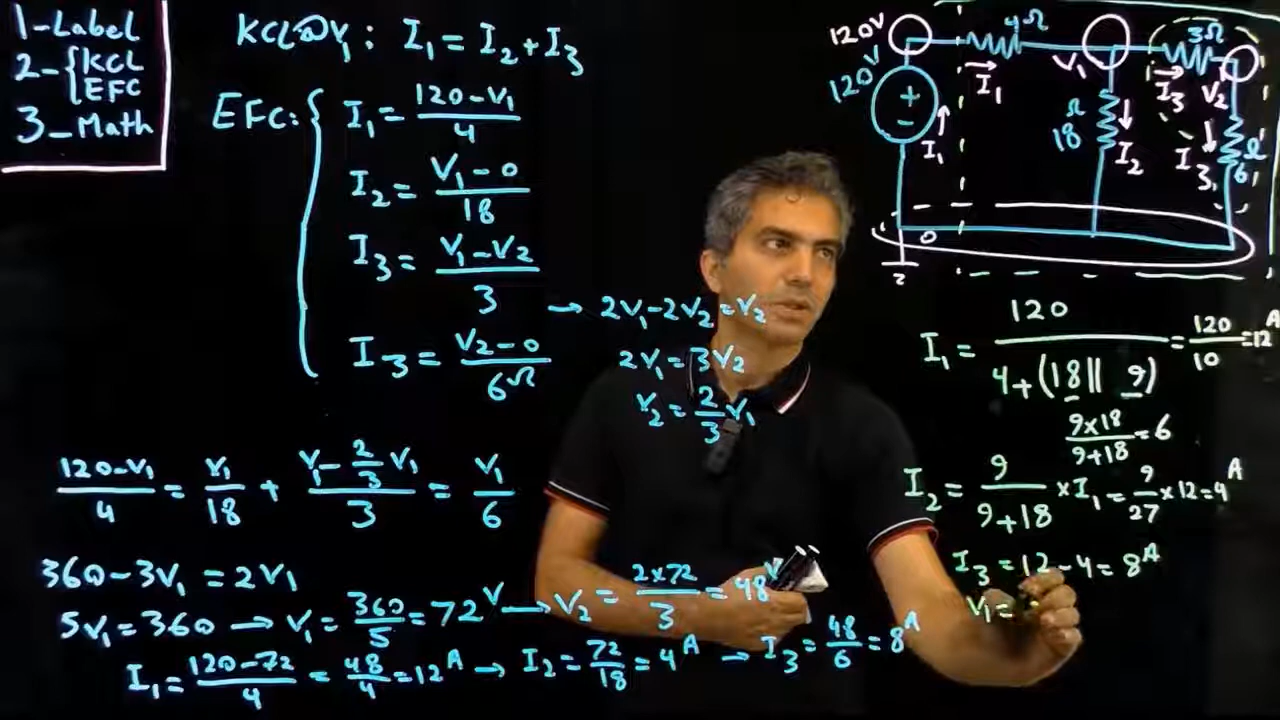 1-Label
2-{KCL
EFC
3-Math
KCL@V₁: I₁ = I₂ + I₃
EFC: { I₁ = (120-V₁)/4
I₂ = (V₁-0)/18
I₃ = (V₁-V₂)/3
→ 2V₁-2V₂=V₂
I₃ = (V₂-0)/6Ω
2V₁=3V₂
V₂ = 2/3 V₁
(120-V₁)/4 = V₁/18 + (V₁ - 2/3 V₁)/3 = V₁/6
360-3V₁ = 2V₁
5V₁ = 360 → V₁ = 360/5 = 72ⱽ → V₂ = (2×72)/3 = 48ⱽ
I₁ = (120-72)/4 = 48/4 = 12ᴬ → I₂ = 72/18 = 4ᴬ → I₃ = 48/6 = 8ᴬ
120V
4Ω
3Ω
120V
+
-
I₁
I₁
V₁
Ω
18
I₂
I₃
V₂
I₃
Ω
6
0
I₁ = 120/(4+(18||9)) = 120/10 = 12ᴬ
(9×18)/(9+18) = 6
I₂ = 9/(9+18) × I₁ = 9/27 × 12 = 4ᴬ
I₃ = 12-4 = 8ᴬ
V₁ =